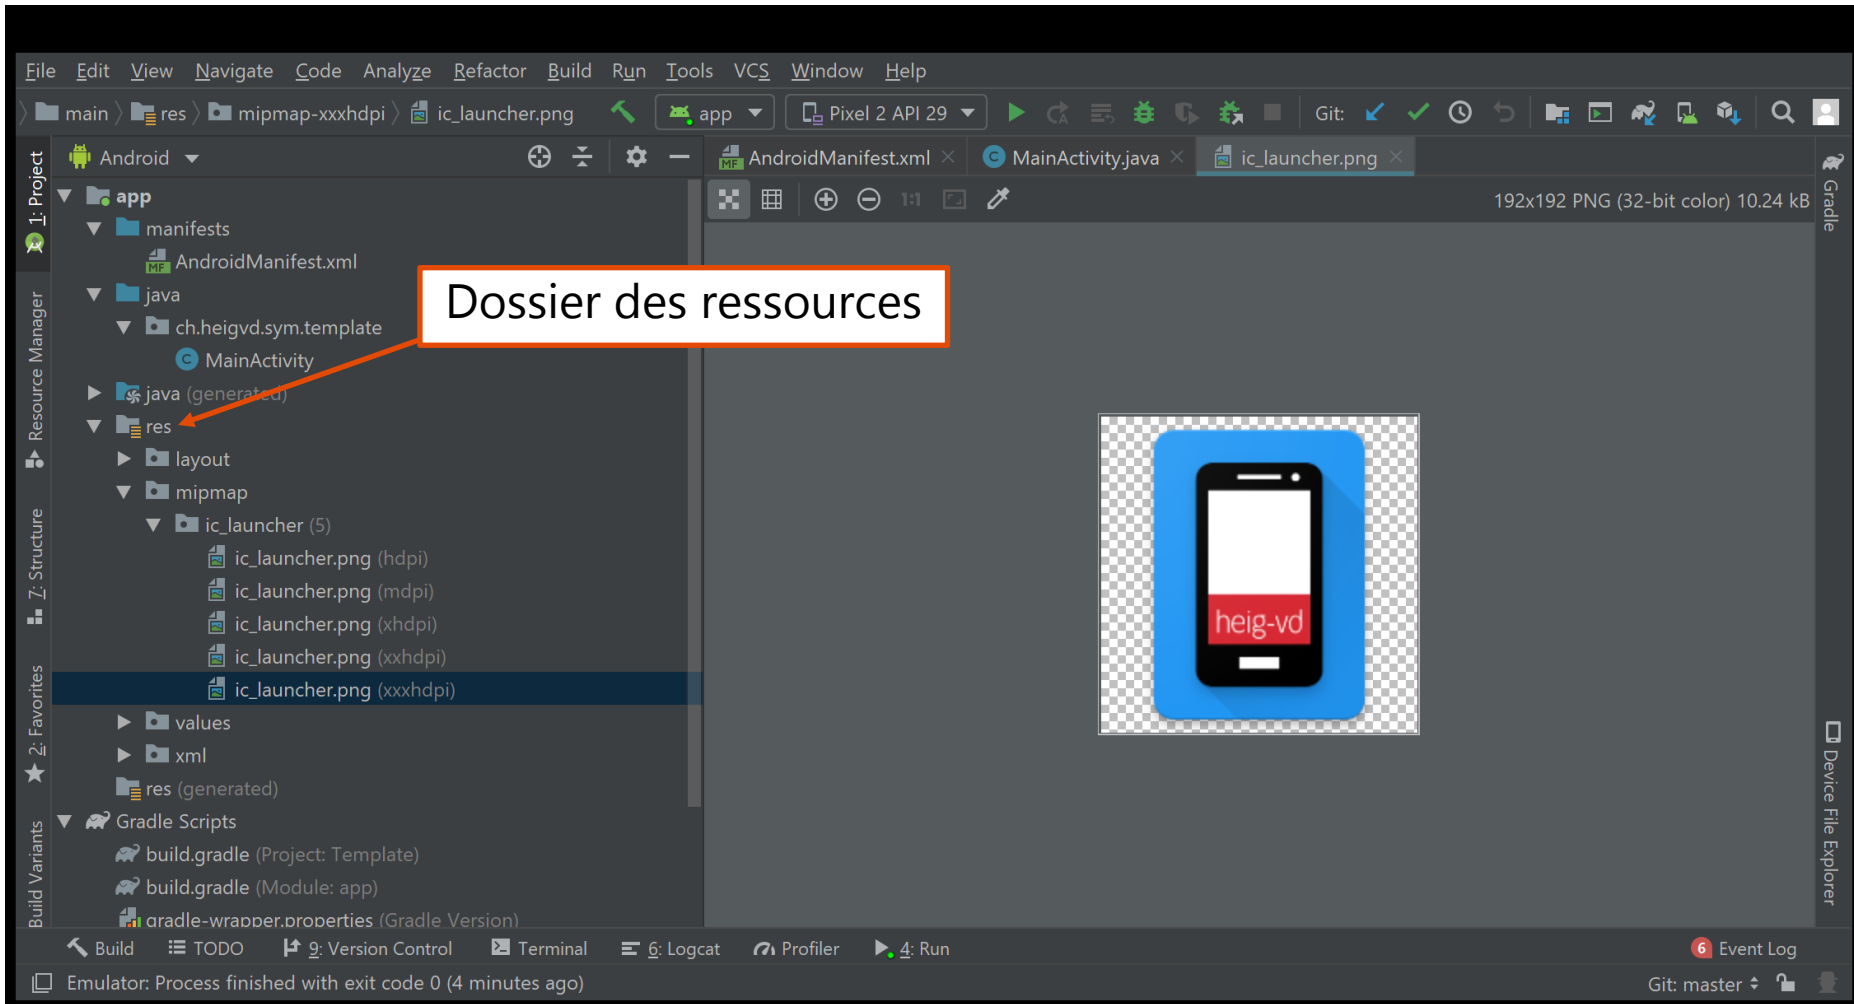 File Edit View Navigate Code Analyze Refactor Build Run Tools VCS Window Help
main res mipmap-xxxhdpi ic_launcher.png app Pixel 2 API 29 Git:
Android
AndroidManifest.xml MainActivity.java ic_launcher.png
192x192 PNG (32-bit color) 10.24 kB
1: Project
Resource Manager
7: Structure
2: Favorites
Build Variants
app
manifests
MF AndroidManifest.xml
java
ch.heigvd.sym.template
C MainActivity
java (generated)
res
layout
mipmap
ic_launcher (5)
ic_launcher.png (hdpi)
ic_launcher.png (mdpi)
ic_launcher.png (xhdpi)
ic_launcher.png (xxhdpi)
ic_launcher.png (xxxhdpi)
values
xml
res (generated)
Gradle Scripts
build.gradle (Project: Template)
build.gradle (Module: app)
gradle-wrapper.properties (Gradle Version)
Dossier des ressources
1:1
heig-vd
Gradle
Device File Explorer
Build TODO 9: Version Control Terminal 6: Logcat Profiler 4: Run 6 Event Log
Emulator: Process finished with exit code 0 (4 minutes ago) Git: master